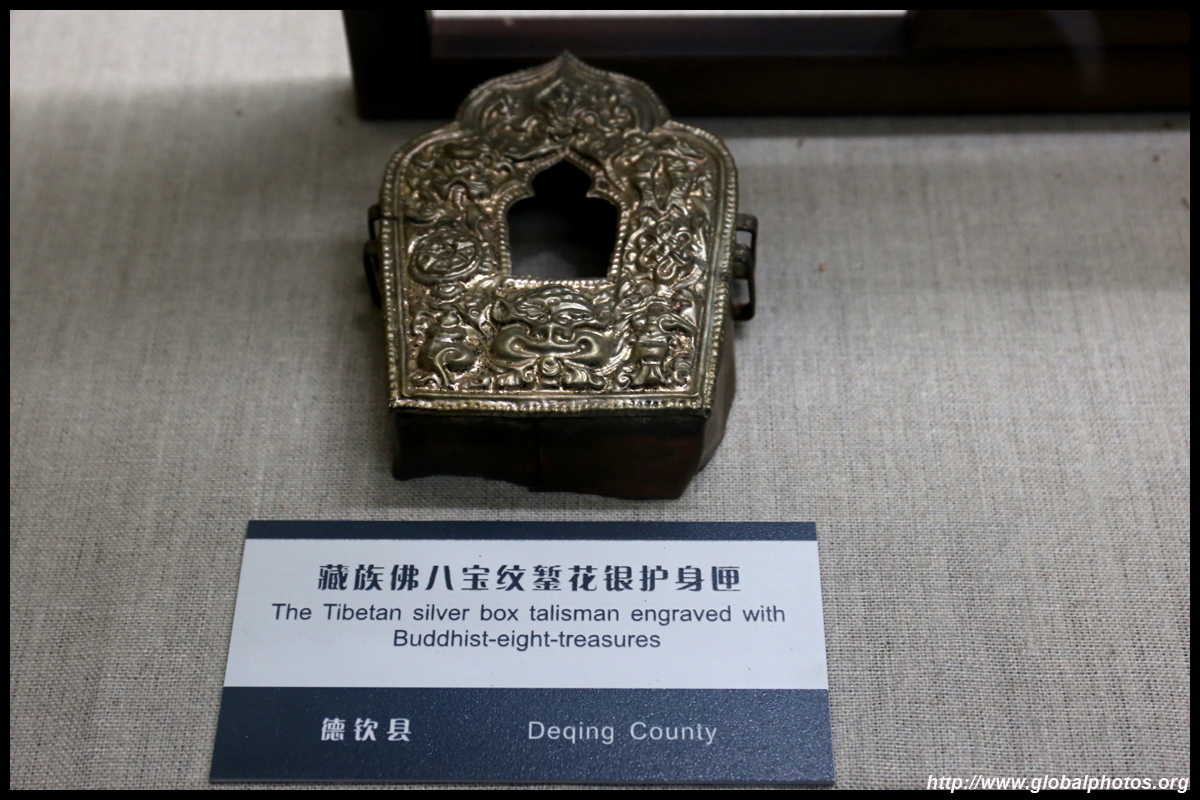 藏族佛八宝纹錾花银护身匣
The Tibetan silver box talisman engraved with
Buddhist-eight-treasures
德钦县 Deqing County
http://www.globalphotos.org